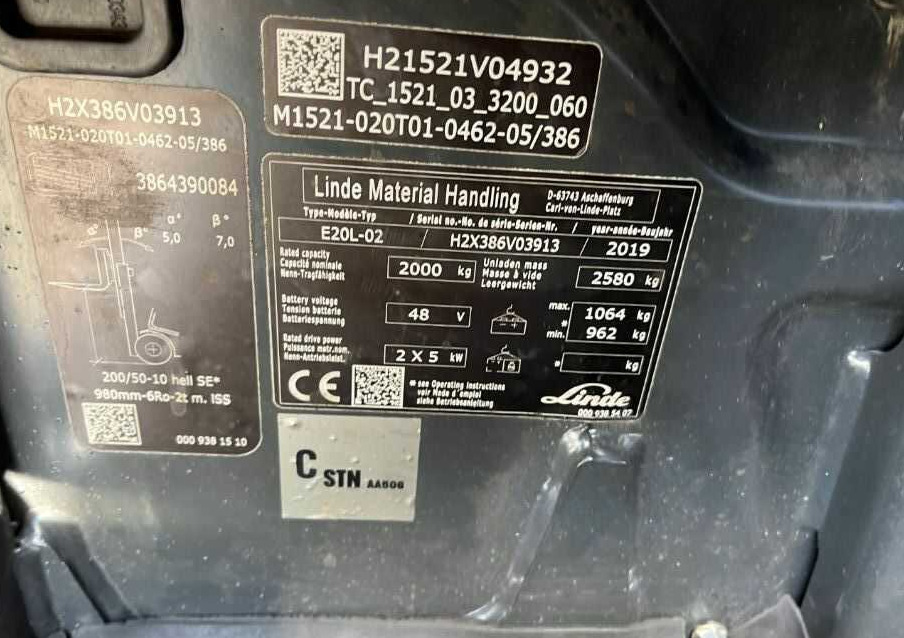 H21521V04932
TC_1521_03_3200_060
M1521-020T01-0462-05/386
H2X386V03913
M1521-020T01-0462-05/386
3864390084
α° β°
α° β° 5,0 7,0
200/50-10 hell SE*
980mm-6Ro-2t m. ISS
000 938 15 10
Linde Material Handling
D-63743 Aschaffenburg
Carl-von-Linde-Platz
Type-Modèle-Typ / Serial no.-No. de série-Serien-Nr. / year-année-Baujahr
E20L-02 / H2X386V03913 / 2019
Rated capacity
Capacité nominale
Nenn-Tragfähigkeit
2000 kg
Unladen mass
Masse à vide
Leergewicht
2580 kg
Battery voltage
Tension batterie
Batteriespannung
48 V
max. 1064 kg
*
min. 962 kg
Rated drive power
Puissance motr.nom.
Nenn-Antriebsleist.
2 X 5 kW
* kg
CE
* see Operating Instructions
voir Mode d'emploi
siehe Betriebsanleitung
Linde
000 938 54 07
C STN AA606